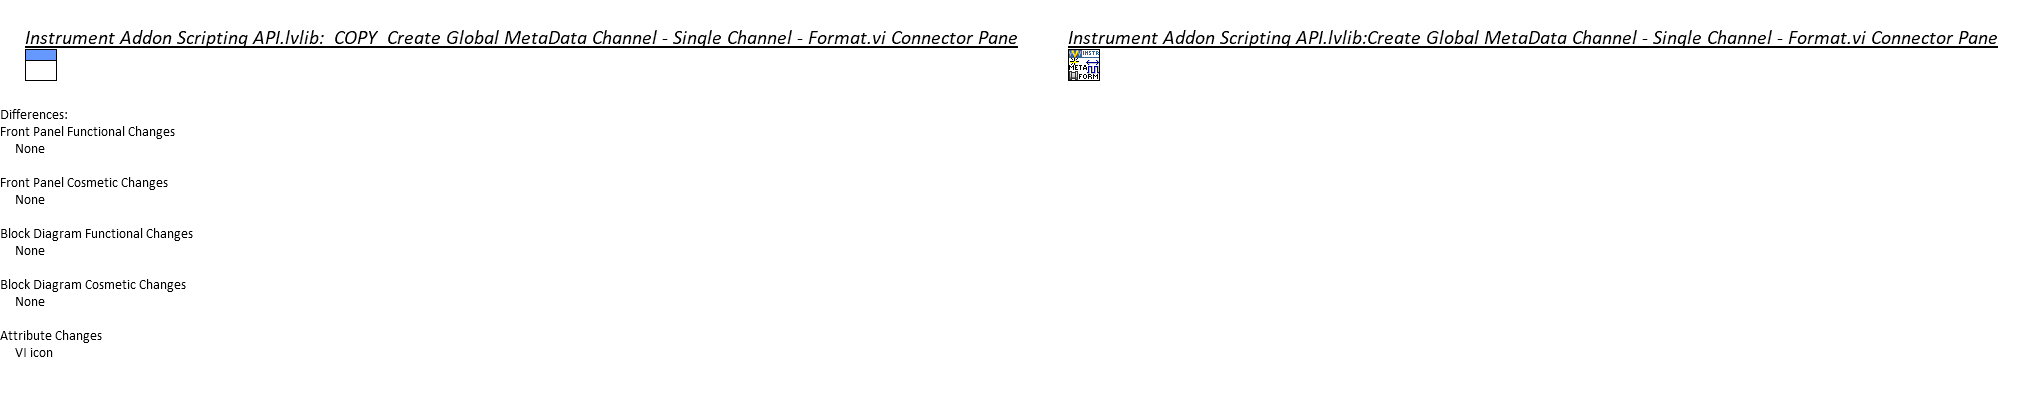 Instrument Addon Scripting API.lvlib:_COPY_Create Global MetaData Channel - Single Channel - Format.vi Connector Pane
Instrument Addon Scripting API.lvlib:Create Global MetaData Channel - Single Channel - Format.vi Connector Pane
INSTR
META
FORM
Differences:
Front Panel Functional Changes
None
Front Panel Cosmetic Changes
None
Block Diagram Functional Changes
None
Block Diagram Cosmetic Changes
None
Attribute Changes
VI icon